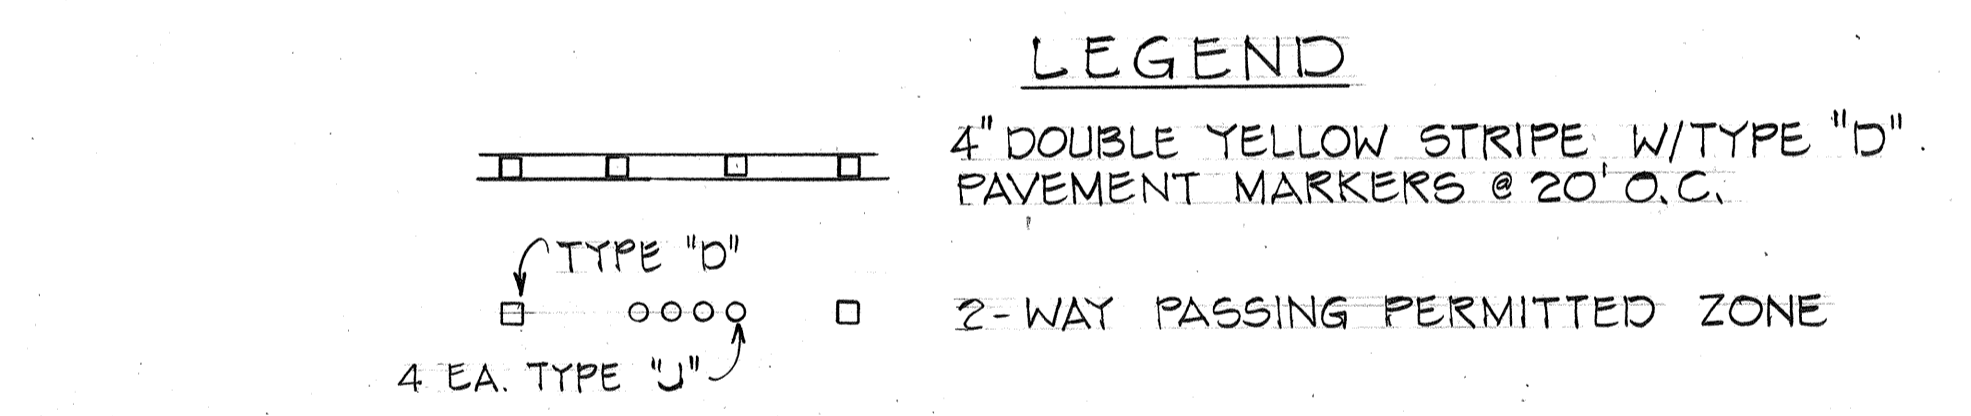 LEGEND
4" DOUBLE YELLOW STRIPE W/TYPE "D"
PAVEMENT MARKERS @ 20' O.C.
TYPE "D"
2-WAY PASSING PERMITTED ZONE
4 EA. TYPE "J"